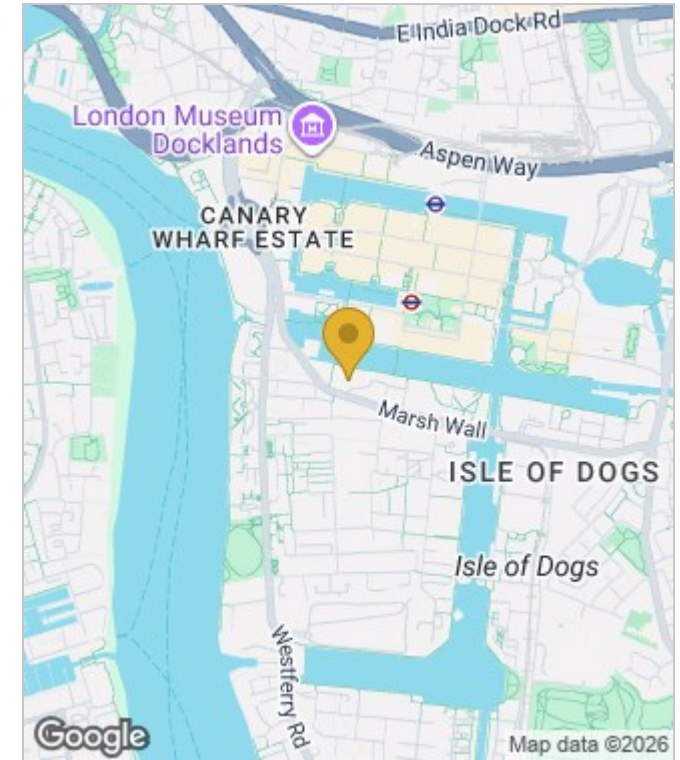 E India Dock Rd
London Museum
Docklands
Aspen Way
CANARY
WHARF ESTATE
Marsh Wall
ISLE OF DOGS
Isle of Dogs
Westferry Rd
Google
Map data ©2026